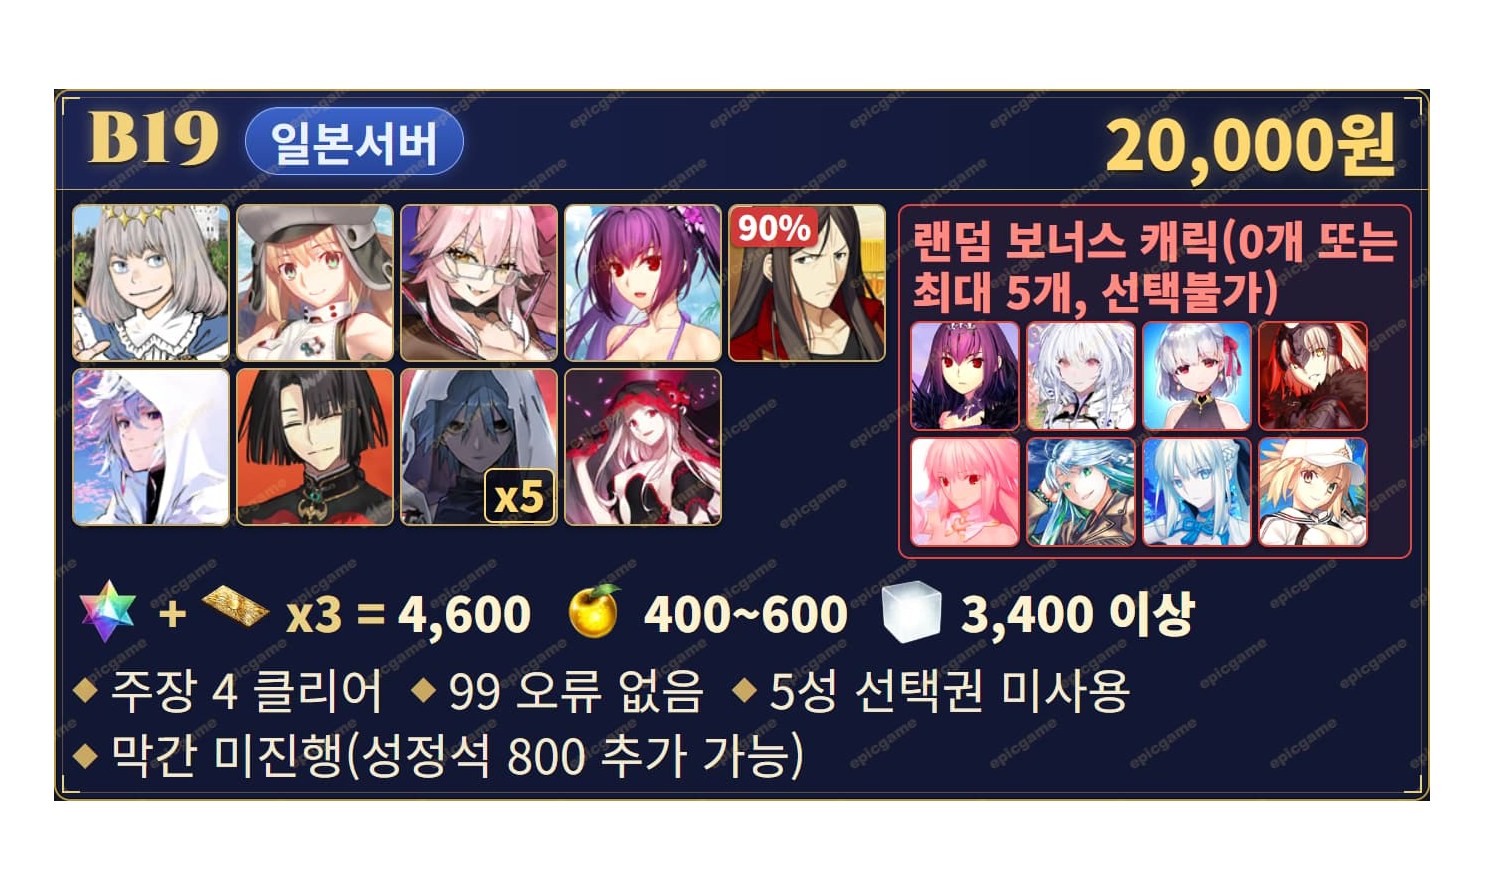 B19 일본서버 20,000원
90%
랜덤 보너스 캐릭(0개 또는
최대 5개, 선택불가)
x5
+ x3 = 4,600 400~600 3,400 이상
◆ 주장 4 클리어 ◆ 99 오류 없음 ◆ 5성 선택권 미사용
◆ 막간 미진행(성정석 800 추가 가능)
epicgame